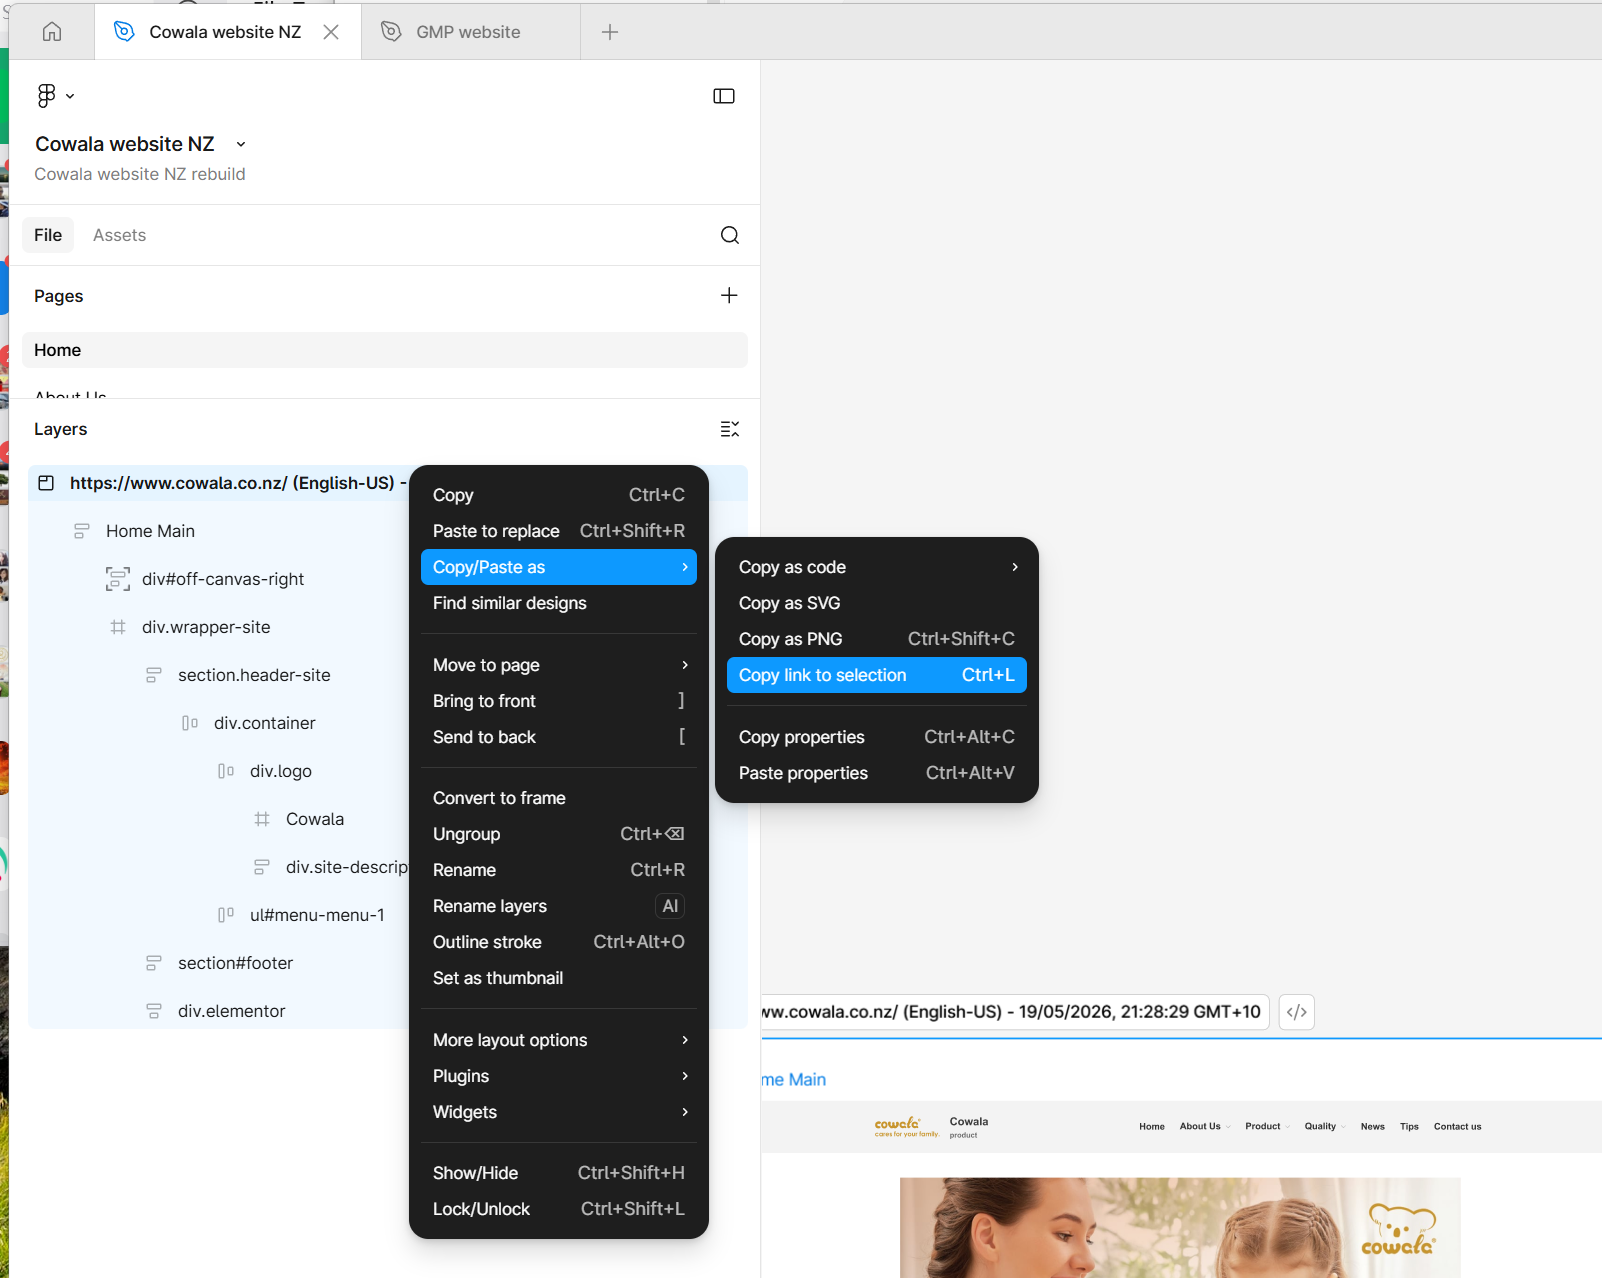 Cowala website NZ
GMP website
Cowala website NZ
Cowala website NZ rebuild
File
Assets
Pages
Home
About Us
Layers
https://www.cowala.co.nz/ (English-US) -
Home Main
div#off-canvas-right
div.wrapper-site
section.header-site
div.container
div.logo
Cowala
div.site-descrip
ul#menu-menu-1
section#footer
div.elementor
Copy Ctrl+C
Paste to replace Ctrl+Shift+R
Copy/Paste as
Find similar designs
Move to page
Bring to front ]
Send to back [
Convert to frame
Ungroup Ctrl+⌫
Rename Ctrl+R
Rename layers AI
Outline stroke Ctrl+Alt+O
Set as thumbnail
More layout options
Plugins
Widgets
Show/Hide Ctrl+Shift+H
Lock/Unlock Ctrl+Shift+L
Copy as code
Copy as SVG
Copy as PNG Ctrl+Shift+C
Copy link to selection Ctrl+L
Copy properties Ctrl+Alt+C
Paste properties Ctrl+Alt+V
ww.cowala.co.nz/ (English-US) - 19/05/2026, 21:28:29 GMT+10
</>
me Main
cowala
cares for your family.
Cowala
product
Home About Us Product Quality News Tips Contact us
cowala